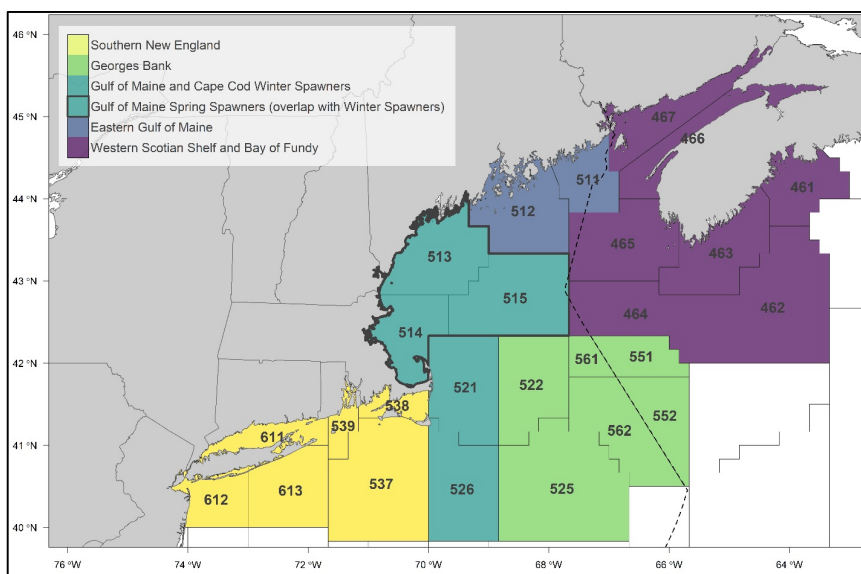 46 °N
45 °N
44 °N
43 °N
42 °N
41 °N
40 °N
Southern New England
Georges Bank
Gulf of Maine and Cape Cod Winter Spawners
Gulf of Maine Spring Spawners (overlap with Winter Spawners)
Eastern Gulf of Maine
Western Scotian Shelf and Bay of Fundy
467
466
511
461
512
465
463
513
515
464
462
514
561
551
521
522
538
552
539
562
611
612
613
537
526
525
76 °W
74 °W
72 °W
70 °W
68 °W
66 °W
64 °W